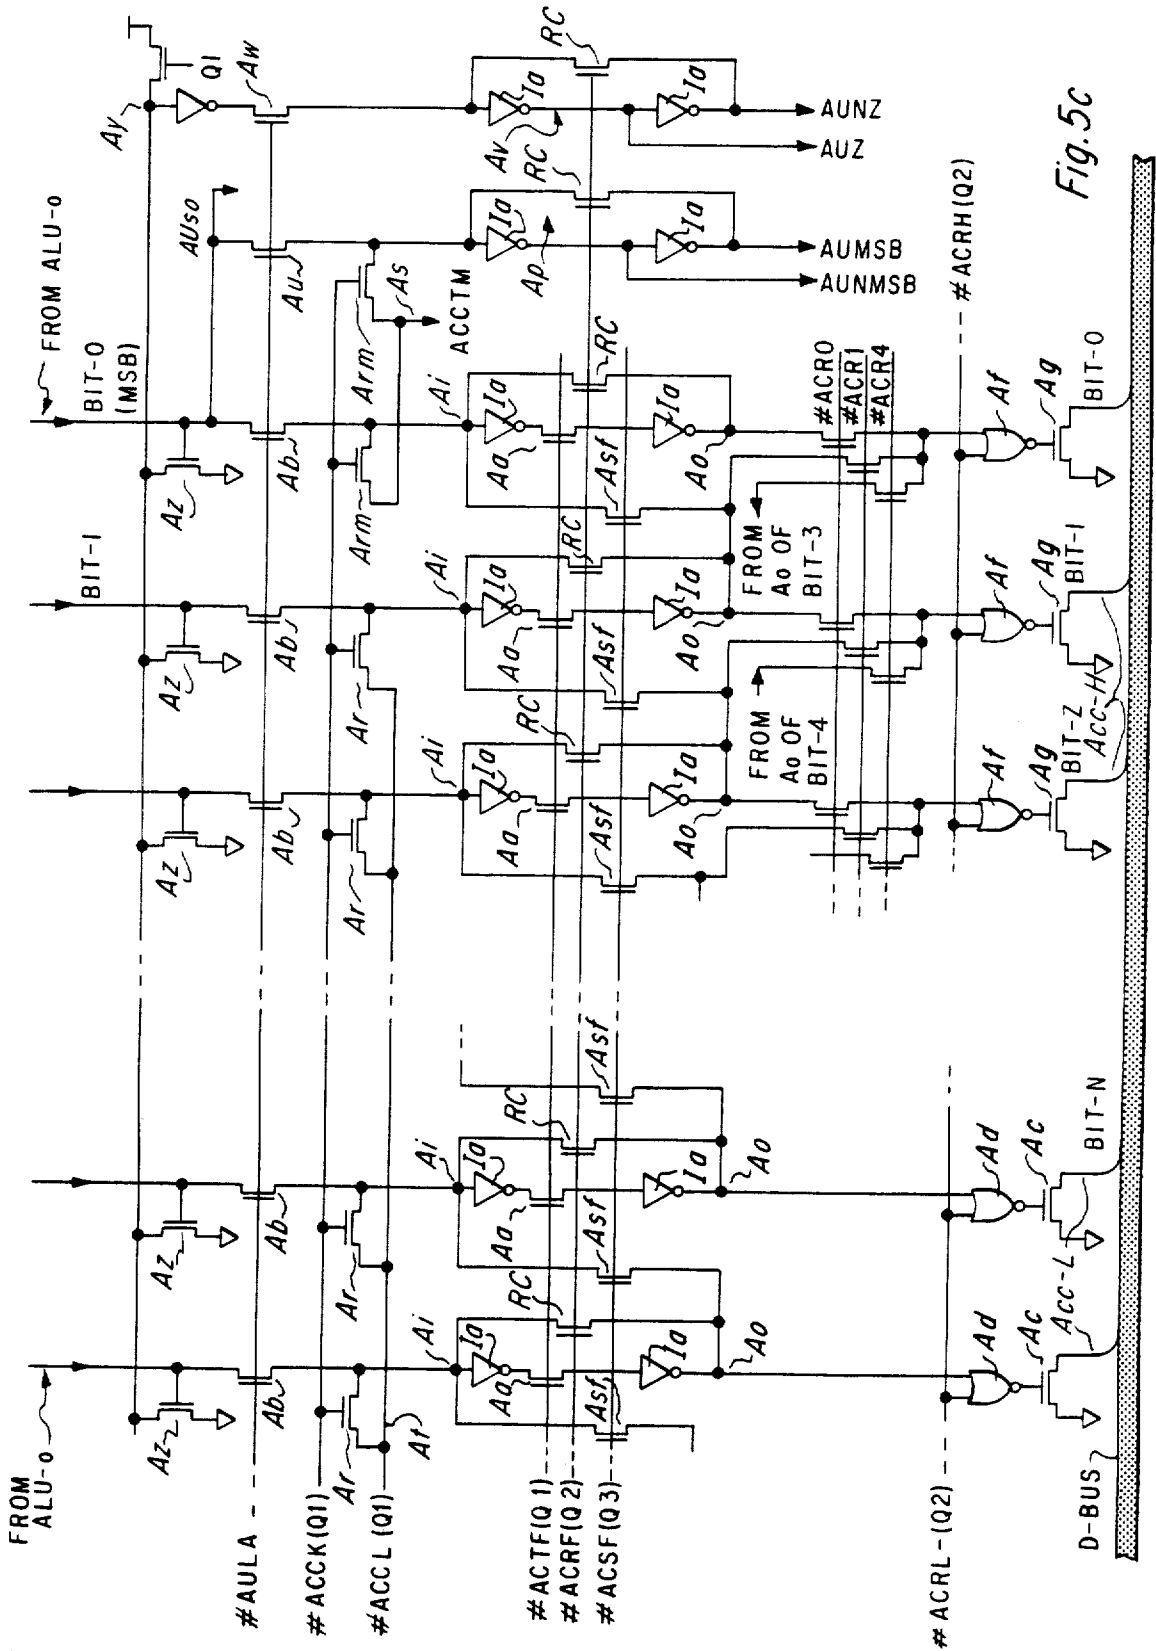 FROM
ALU-o
FROM ALU-o
BIT-1
BIT-0
(MSB)
Ay
AUso
Q1
Aw
Az
Az
Az
Az
Az
#AULA
Ab
Ab
Ab
Ab
Ab
Au
#ACCK(Q1)
Ar
Ar
Ar
Ar
Arm
Arm
As
ACCTM
#ACCL(Q1)
At
Ai
Ai
Ai
Ai
Ai
Ia
Ia
Ia
Ia
Ia
Ia
Ia
Av
Ap
RC
RC
RC
RC
RC
RC
RC
#ACTF(Q1)
#ACRF(Q2)
#ACSF(Q3)
Aa
Aa
Aa
Aa
Aa
Asf
Asf
Asf
Asf
Asf
Ia
Ia
Ia
Ia
Ia
Ia
Ia
Ao
Ao
Ao
Ao
Ao
AUNZ
AUZ
AUMSB
AUNMSB
FROM
Ao OF
BIT-4
FROM
Ao OF
BIT-3
#ACR0
#ACR1
#ACR4
#ACRL-(Q2)
#ACRH(Q2)
Ad
Ad
Af
Af
Af
Ac
Ac
Ag
Ag
Ag
Acc-L
BIT-N
BIT-Z
Acc-H
BIT-1
BIT-0
D-BUS
Fig.5c